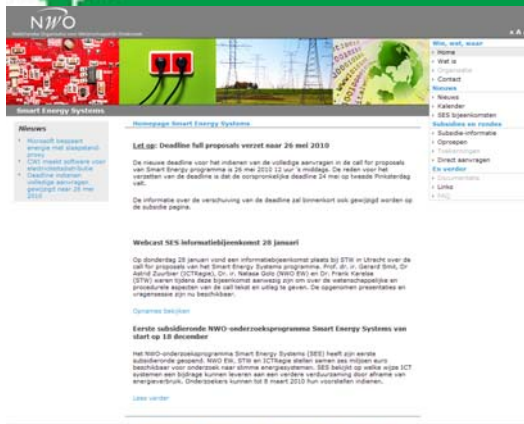 NWO
Nederlandse Organisatie voor Wetenschappelijk Onderzoek
Smart Energy Systems
Nieuws
Microsoft bespaart
energie met slaapstand-
proxy
CWI maakt software voor
electriciteitsdistributie
Deadline indienen
volledige aanvragen
gewijzigd naar 26 mei
2010
Homepage Smart Energy Systems
Let op: Deadline full proposals verzet naar 26 mei 2010
De nieuwe deadline voor het indienen van de volledige aanvragen in de call for proposals
van Smart Energy programma is 26 mei 2010 12 uur 's middags. De reden voor het
verzetten van de deadline is dat de oorspronkelijke deadline 24 mei op tweede Pinksterdag
valt.
De informatie over de verschuiving van de deadline zal binnenkort ook gewijzigd worden op
de subsidie pagina.
Webcast SES informatiebijeenkomst 28 januari
Op donderdag 28 januari vond een informatiebijeenkomst plaats bij STW in Utrecht over de
call for proposals van het Smart Energy Systems programma. Prof. dr. ir. Gerard Smit, Dr
Astrid Zuurbier (ICTRegie), Dr. ir. Nelasa Golo (NWO EW) en Dr. Frank Karelse
(STW) waren tijdens deze bijeenkomst aanwezig om over de wetenschappelijke en
procedurele aspecten van de call tekst en uitleg te geven. De opgenomen presentaties en
vragensessie zijn nu beschikbaar.
Opnames bekijken
Eerste subsidieronde NWO-onderzoeksprogramma Smart Energy Systems van
start op 18 december
Het NWO-onderzoeksprogramma Smart Energy Systems (SES) heeft zijn eerste
subsidieronde geopend. NWO EW, STW en ICTRegie stellen samen zes miljoen euro
beschikbaar voor onderzoek naar slimme energiesystemen. SES bekijkt op welke wijze ICT
systemen een bijdrage kunnen leveren aan een verdere verduurzaming door afname van
energieverbruik. Onderzoekers kunnen tot 8 maart 2010 hun voorstellen indienen.
Lees verder
Wie, wat, waar
Home
Wat is
Organisatie
Contact
Nieuws
Nieuws
Kalender
SES bijeenkomsten
Subsidies en rondes
Subsidie-informatie
Oproepen
Toekenningen
Direct aanvragen
En verder
Documentatie
Links
FAQ